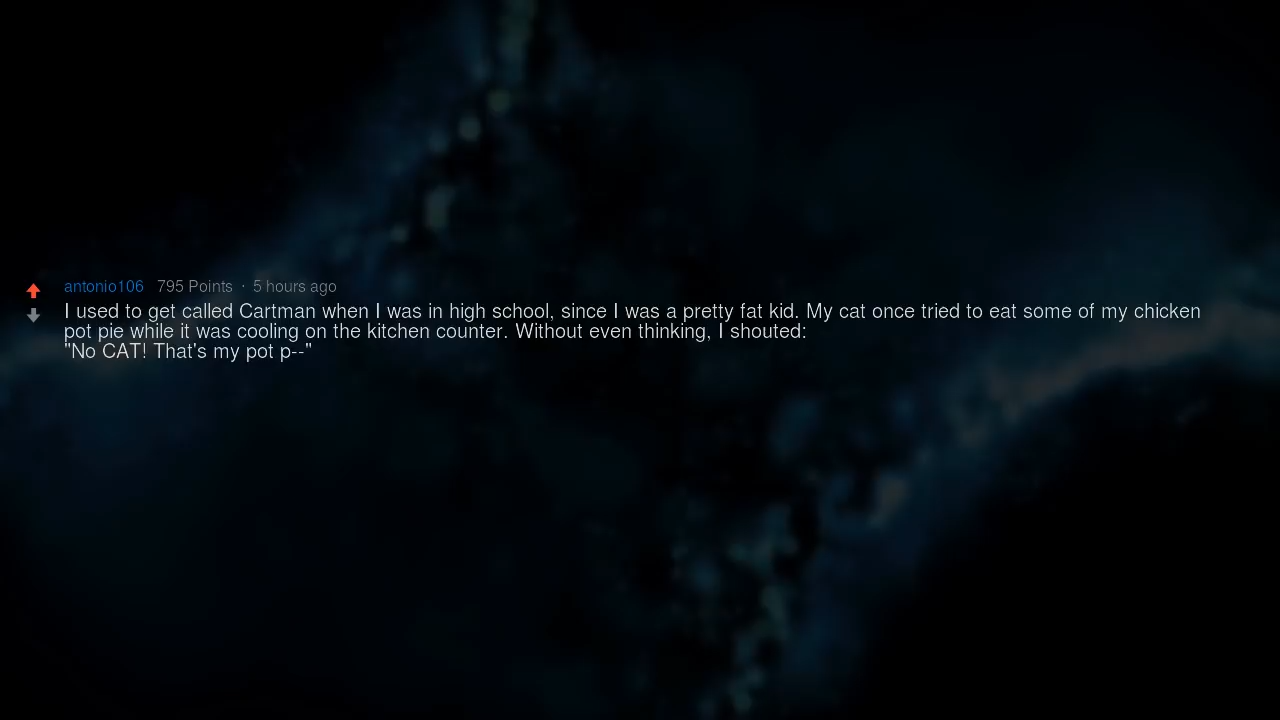 antonio106 795 Points · 5 hours ago
I used to get called Cartman when I was in high school, since I was a pretty fat kid. My cat once tried to eat some of my chicken
pot pie while it was cooling on the kitchen counter. Without even thinking, I shouted:
"No CAT! That's my pot p--"